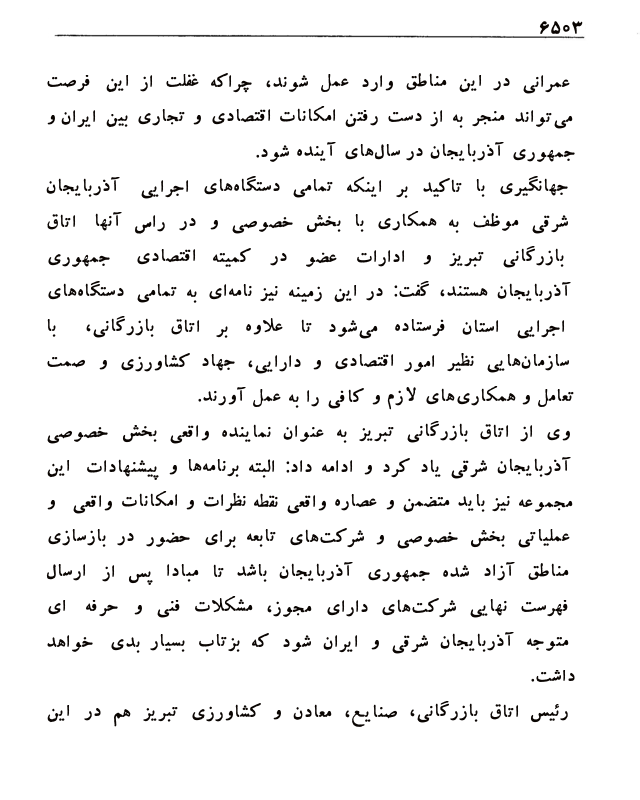 ۶۵۰۳
عمرانی در این مناطق وارد عمل شوند، چراکه غفلت از این فرصت
می‌تواند منجر به از دست رفتن امکانات اقتصادی و تجاری بین ایران و
جمهوری آذربایجان در سال‌های آینده شود.
جهانگیری با تاکید بر اینکه تمامی دستگاه‌های اجرایی آذربایجان
شرقی موظف به همکاری با بخش خصوصی و در راس آنها اتاق
بازرگانی تبریز و ادارات عضو در کمیته اقتصادی جمهوری
آذربایجان هستند، گفت: در این زمینه نیز نامه‌ای به تمامی دستگاه‌های
اجرایی استان فرستاده می‌شود تا علاوه بر اتاق بازرگانی، با
سازمان‌هایی نظیر امور اقتصادی و دارایی، جهاد کشاورزی و صمت
تعامل و همکاری‌های لازم و کافی را به عمل آورند.
وی از اتاق بازرگانی تبریز به عنوان نماینده واقعی بخش خصوصی
آذربایجان شرقی یاد کرد و ادامه داد: البته برنامه‌ها و پیشنهادات این
مجموعه نیز باید متضمن و عصاره واقعی نقطه نظرات و امکانات واقعی و
عملیاتی بخش خصوصی و شرکت‌های تابعه برای حضور در بازسازی
مناطق آزاد شده جمهوری آذربایجان باشد تا مبادا پس از ارسال
فهرست نهایی شرکت‌های دارای مجوز، مشکلات فنی و حرفه ای
متوجه آذربایجان شرقی و ایران شود که بزتاب بسیار بدی خواهد
داشت.
رئیس اتاق بازرگانی، صنایع، معادن و کشاورزی تبریز هم در این